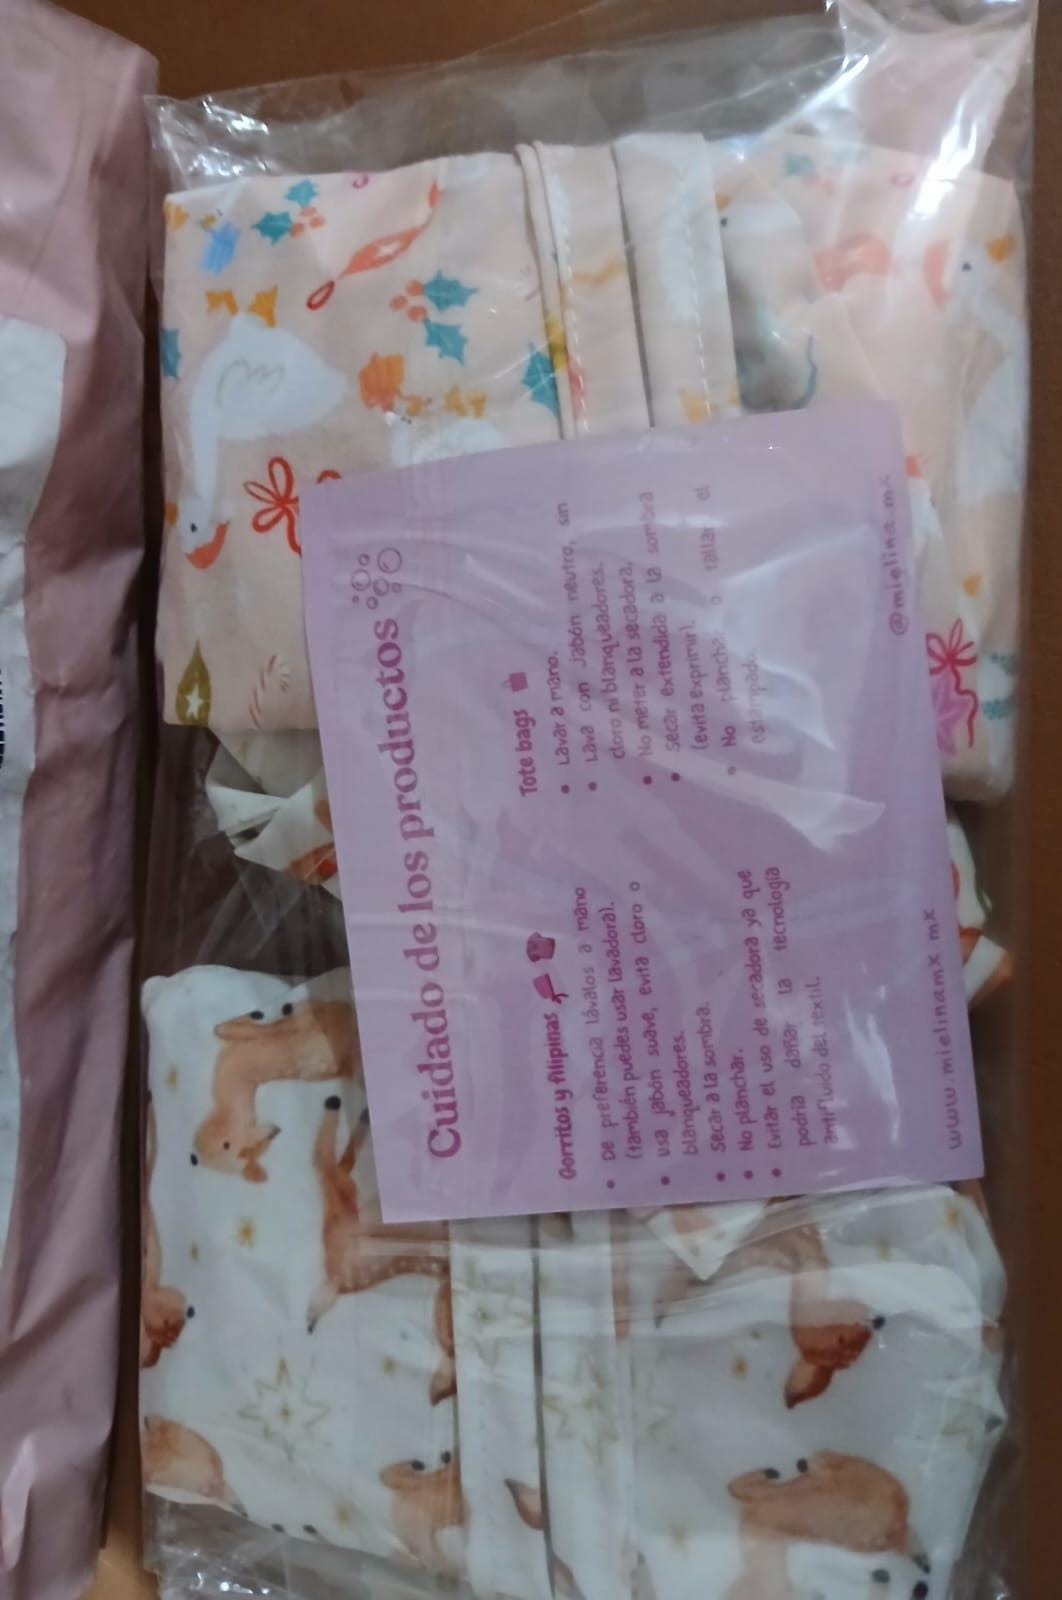 Cuidado de los productos
Gorritos y filipinas
• De preferencia lávalos a mano
(también puedes usar lavadora).
• Usa jabón suave, evita cloro o
blanqueadores.
• Secar a la sombra.
• No planchar.
• Evitar el uso de secadora ya que
podría dañar la tecnología
antifluido del textil.
Tote bags
• Lavar a mano.
• Lava con jabón neutro, sin
cloro ni blanqueadores.
• No meter a la secadora.
• Secar extendida a la sombra
(evita exprimir).
• No planchar o tallar el
estampado.
www.mielinamx.mx
@mielina.mx